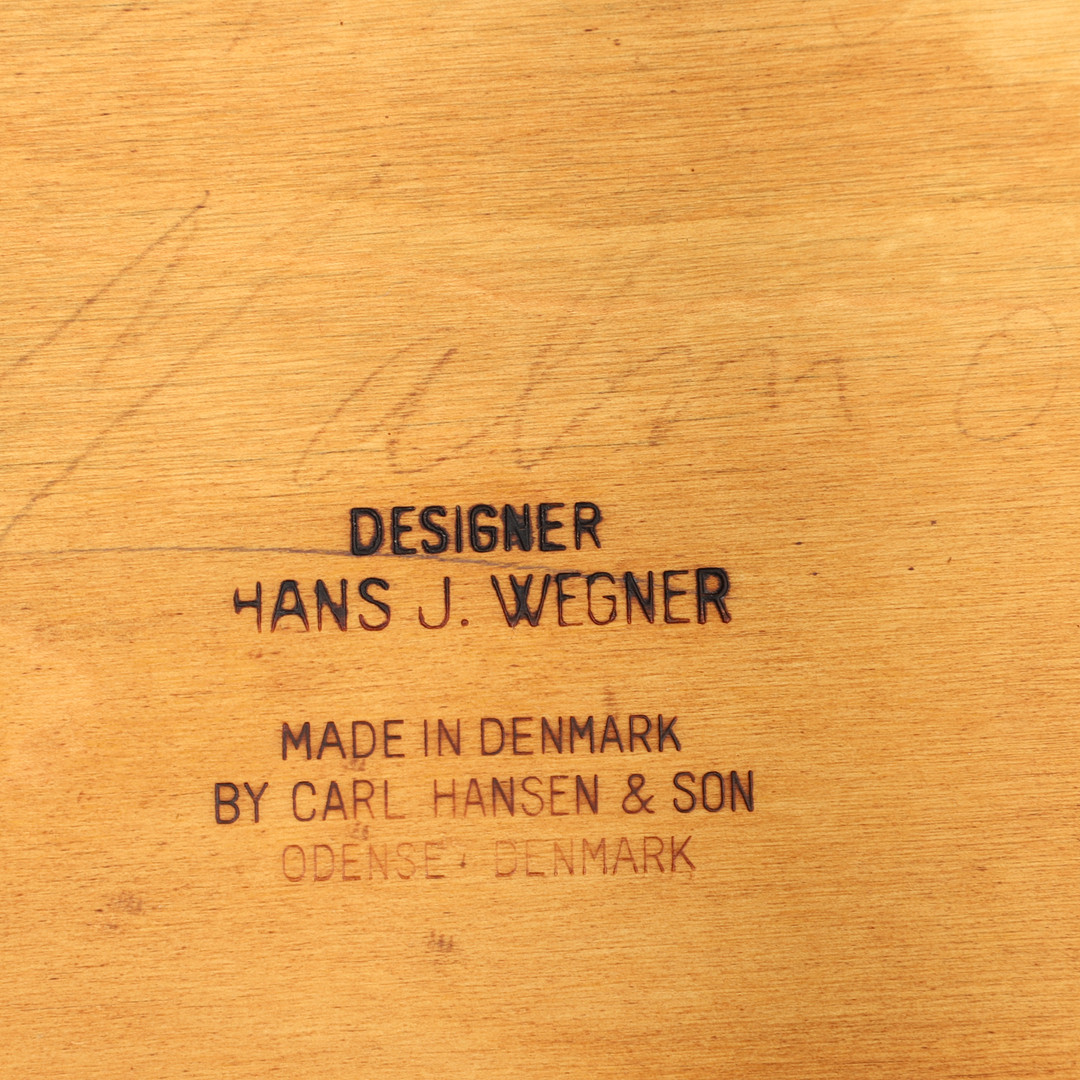 DESIGNER
HANS J. WEGNER
MADE IN DENMARK
BY CARL HANSEN & SON
ODENSE · DENMARK